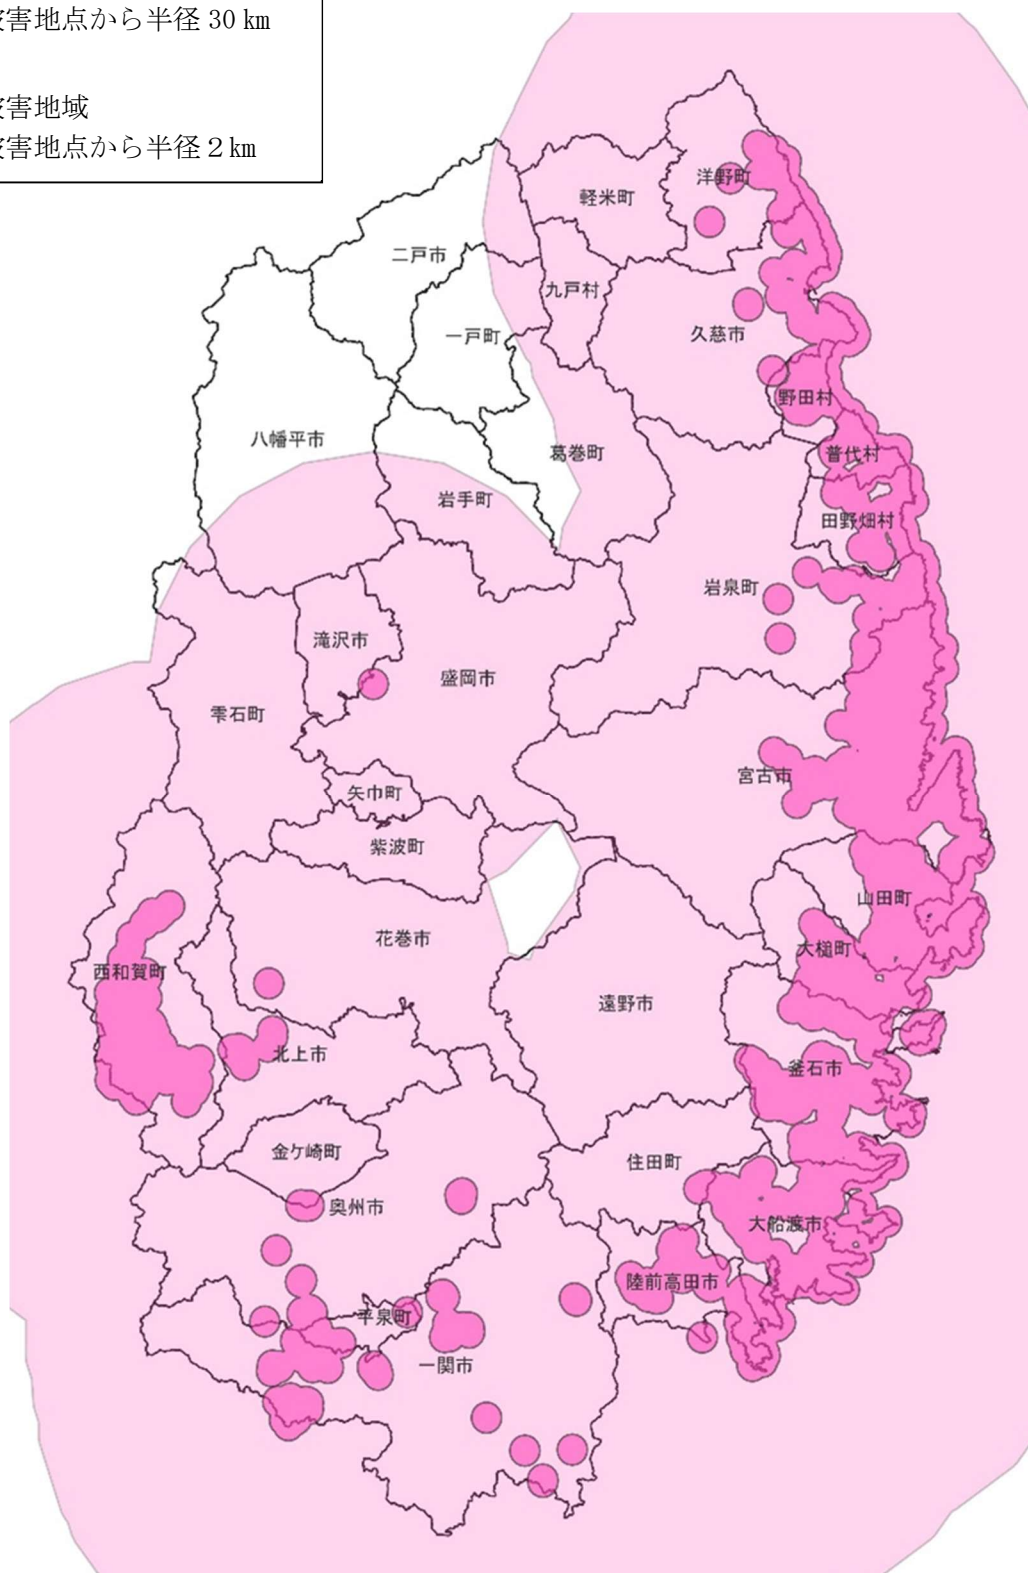 害地点から半径 30 km
害地域
害地点から半径２km
洋野町
軽米町
二戸市
九戸村
一戸町
久慈市
野田村
八幡平市
葛巻町
普代村
岩手町
田野畑村
岩泉町
滝沢市
盛岡市
雫石町
宮古市
矢巾町
紫波町
山田町
花巻市
大槌町
西和賀町
遠野市
北上市
釜石市
金ケ崎町
住田町
奥州市
大船渡市
陸前高田市
平泉町
一関市